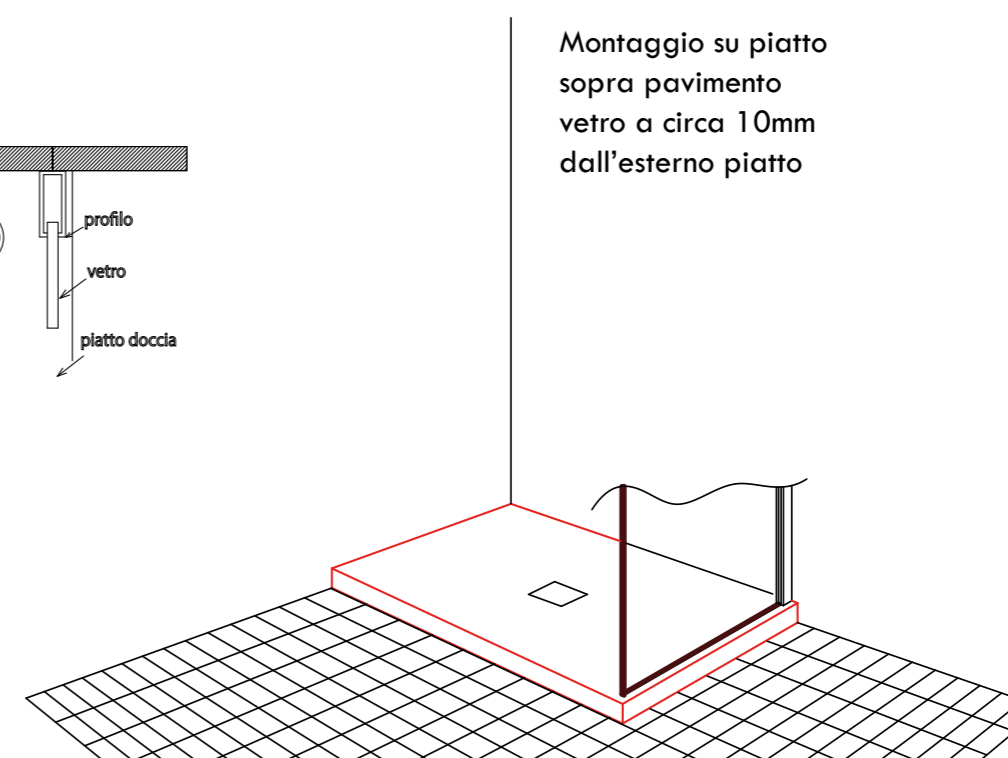 Montaggio su piatto
sopra pavimento
vetro a circa 10mm
dall'esterno piatto
profilo
vetro
piatto doccia